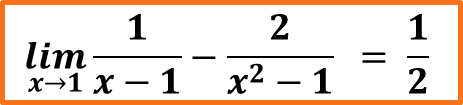 lim x→1 1/(x − 1) − 2/(x² − 1) = 1/2